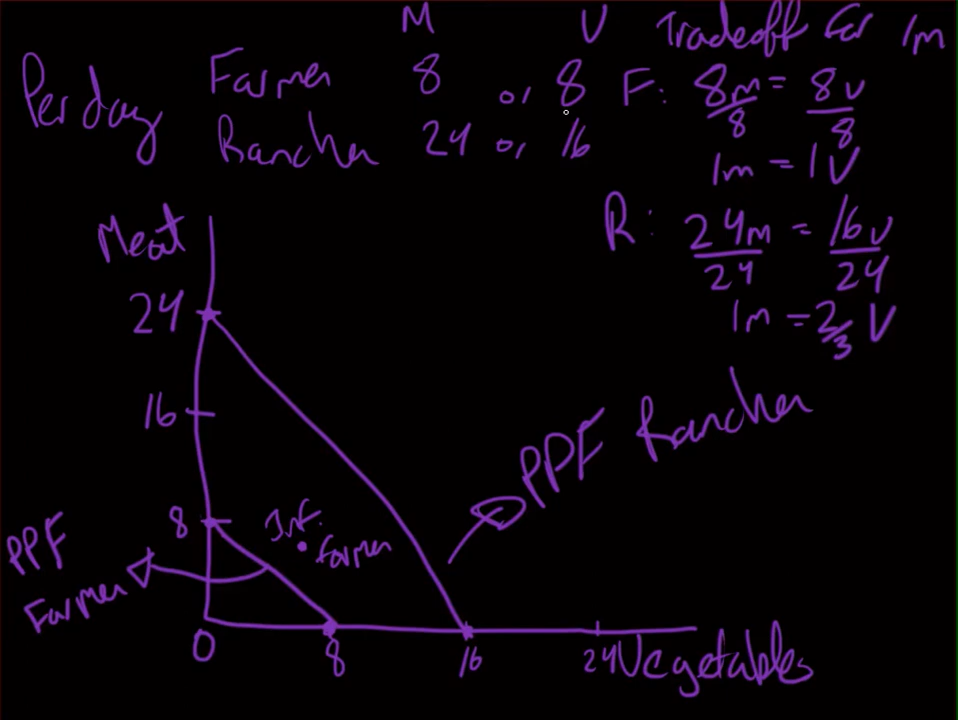 M V Tradeoff for 1m
Per day Farmer 8 or 8 F: 8m/8 = 8v/8
Rancher 24 or 16 1m = 1V
R: 24m/24 = 16v/24
1m = 2/3 V
Meat
24
16
PPF Rancher
8 Inf. Farmer
PPF Farmer
0 8 16 24 Vegetables